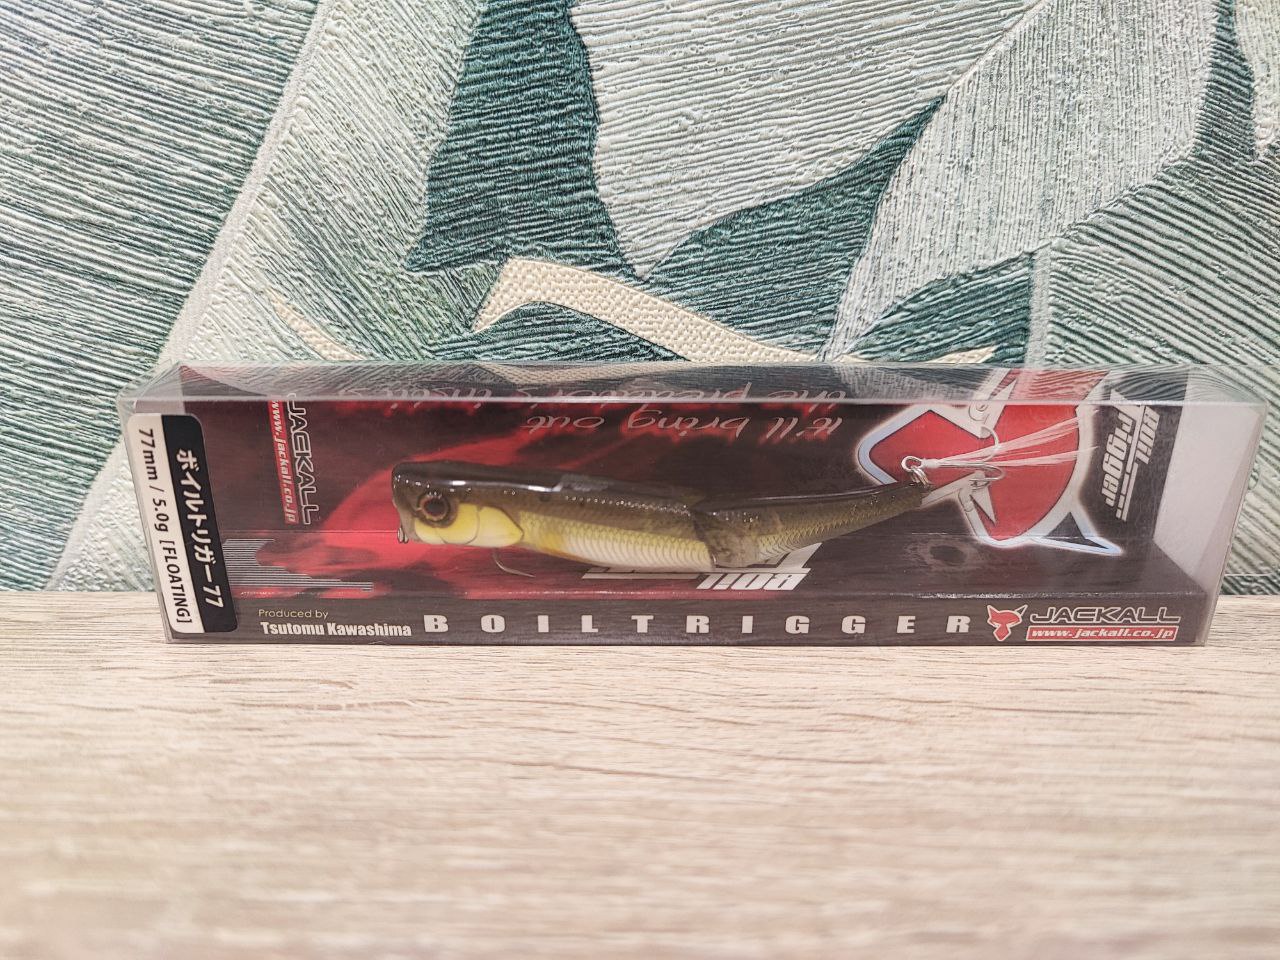 It'll bring out
the predator's instinct
JACKALL
www.jackall.co.jp
BOIL
Trigger
ボイルトリガー77
77mm / 5.0g [FLOATING]
BOIL
Produced by
Tsutomu Kawashima
BOILTRIGGER
JACKALL
www.jackall.co.jp